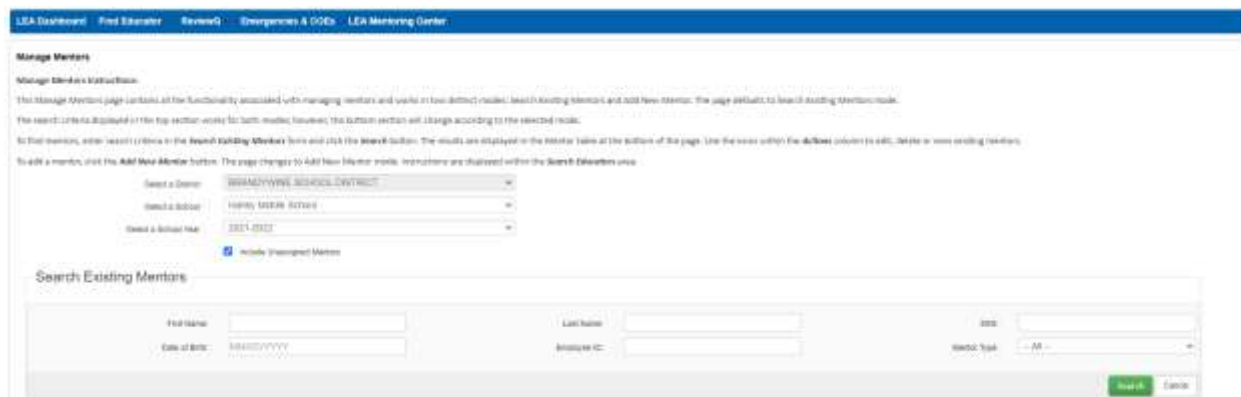 LEA Dashboard Find Educator ReviewQ Emergencies & COEs LEA Mentoring Center
Manage Mentors
Manage Mentors Instructions
This Manage Mentors page contains all the functionality associated with managing mentors and works in two distinct modes: Search Existing Mentors and Add New Mentor. The page defaults to Search Existing Mentors mode.
The search criteria displayed in the top section works for both modes; however, the bottom section will change according to the selected mode.
To find mentors, enter search criteria in the Search Existing Mentors form and click the Search button. The results are displayed in the Mentor table at the bottom of the page. Use the icons within the Actions column to edit, delete or view existing mentors.
To add a mentor, click the Add New Mentor button. The page changes to Add New Mentor mode. Instructions are displayed within the Search Educators area.
Select a District BRANDYWINE SCHOOL DISTRICT
Select a School Middle School
Select a School Year 2021-2022
Include Unassigned Mentors
Search Existing Mentors
First Name Last Name SSN
Date of Birth MM/DD/YYYY Employee ID: Mentor Type -- All --
Search Cancel